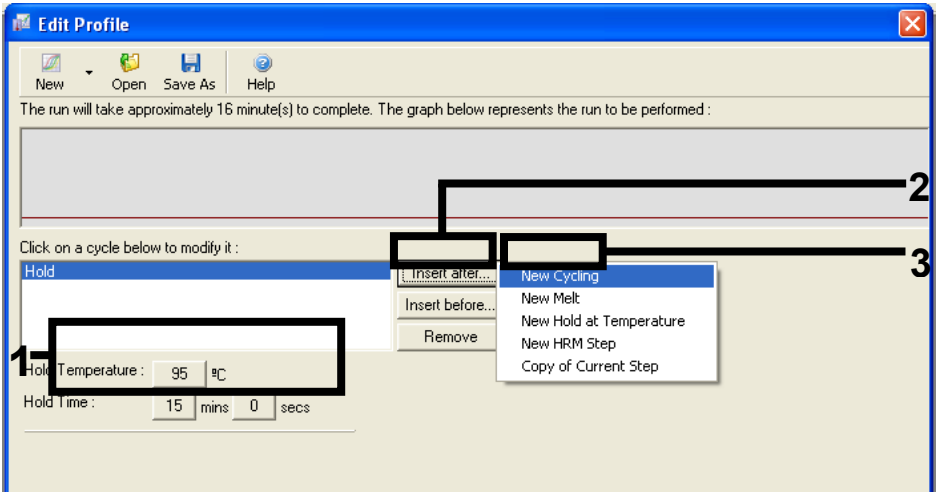 Edit Profile
New Open Save As Help
The run will take approximately 16 minute(s) to complete. The graph below represents the run to be performed :
2
Click on a cycle below to modify it :
3
Hold
Insert after...
New Cycling
New Melt
Insert before...
New Hold at Temperature
Remove
New HRM Step
Copy of Current Step
1
Hold Temperature : 95 ºC
Hold Time : 15 mins 0 secs